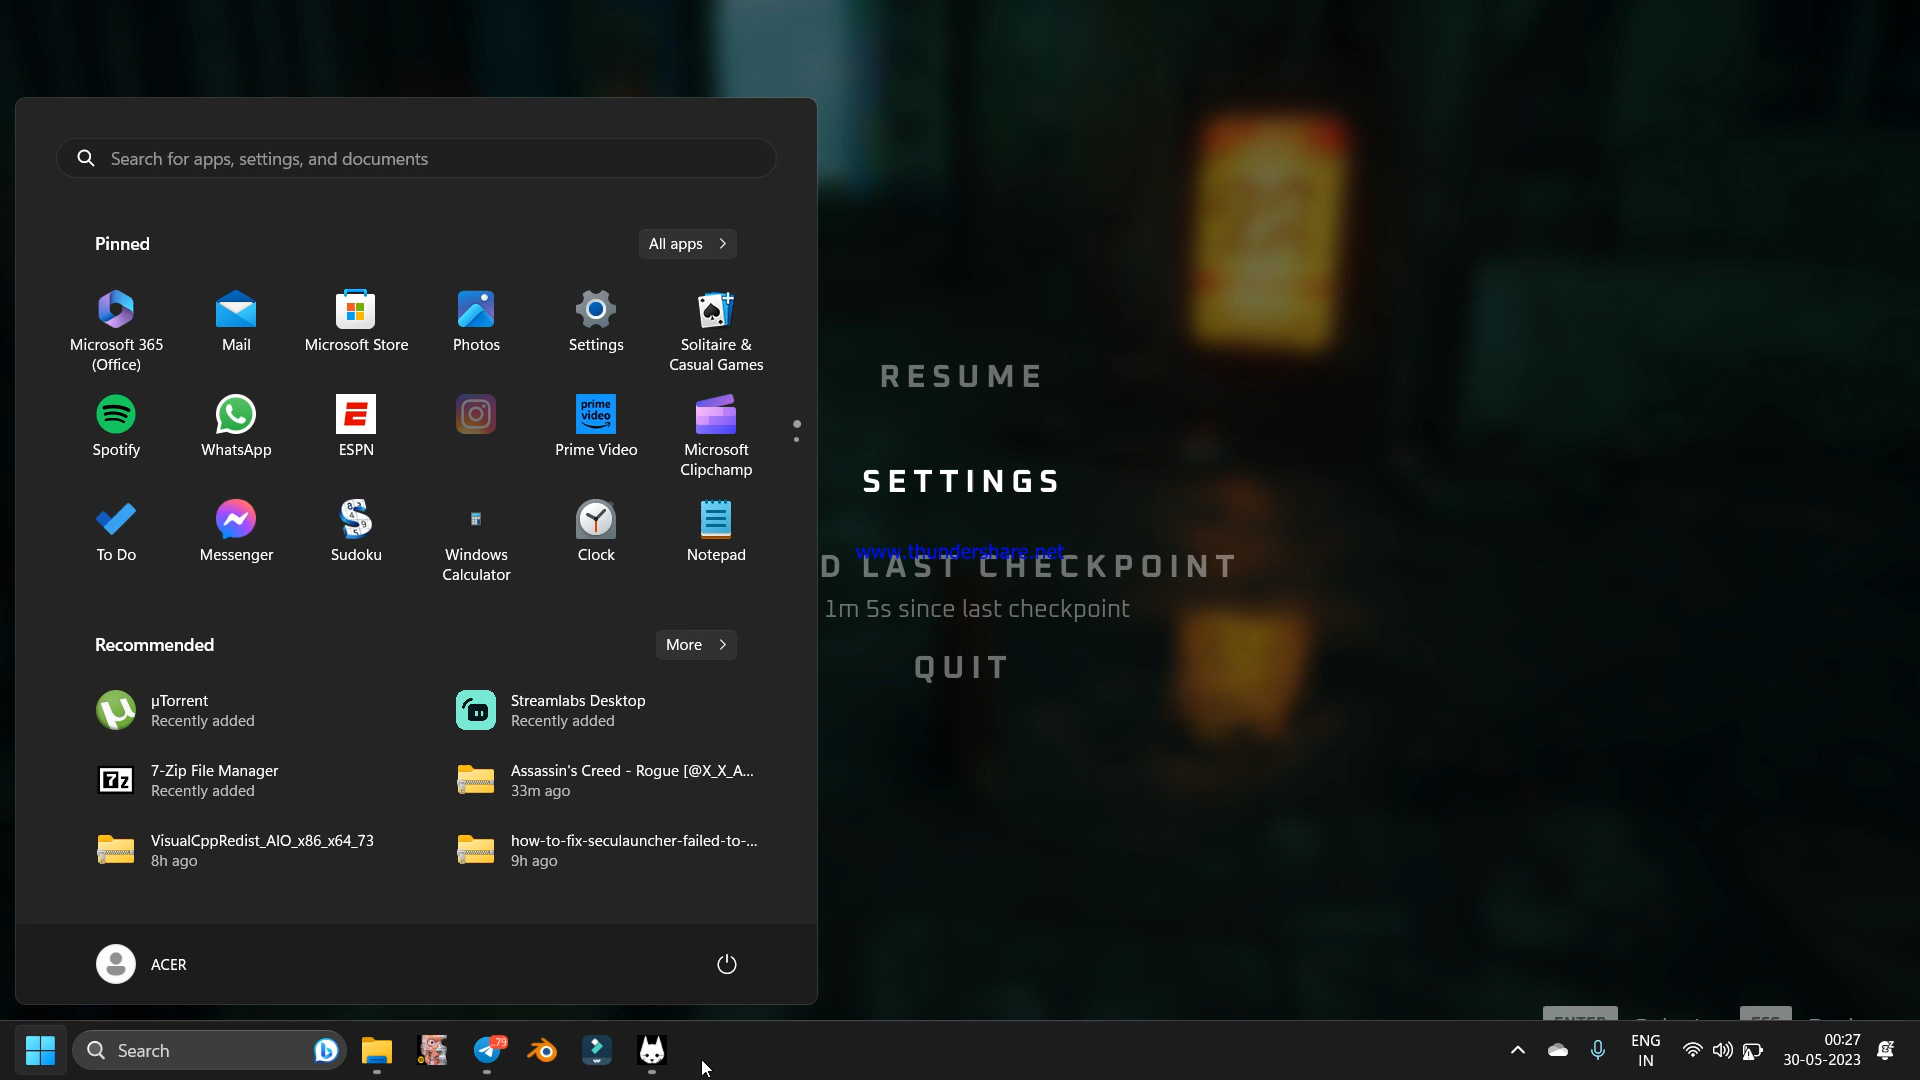 Search for apps, settings, and documents
Pinned
All apps
Microsoft 365
(Office)
Mail
Microsoft Store
Photos
Settings
Solitaire &
Casual Games
Spotify
WhatsApp
ESPN
prime
video
Prime Video
Microsoft
Clipchamp
To Do
Messenger
Sudoku
Windows
Calculator
Clock
Notepad
Recommended
More
µTorrent
Recently added
Streamlabs Desktop
Recently added
7z
7-Zip File Manager
Recently added
Assassin's Creed - Rogue [@X_X_A...
33m ago
VisualCppRedist_AIO_x86_x64_73
8h ago
how-to-fix-seculauncher-failed-to-...
9h ago
ACER
RESUME
SETTINGS
www.thundershare.net
D LAST CHECKPOINT
1m 5s since last checkpoint
QUIT
Search
..79
ENG
IN
00:27
30-05-2023